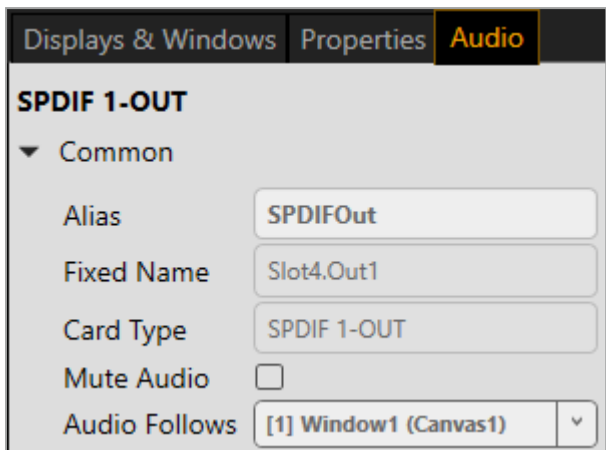 Displays & Windows Properties Audio
SPDIF 1-OUT
Common
Alias SPDIFOut
Fixed Name Slot4.Out1
Card Type SPDIF 1-OUT
Mute Audio
Audio Follows [1] Window1 (Canvas1)